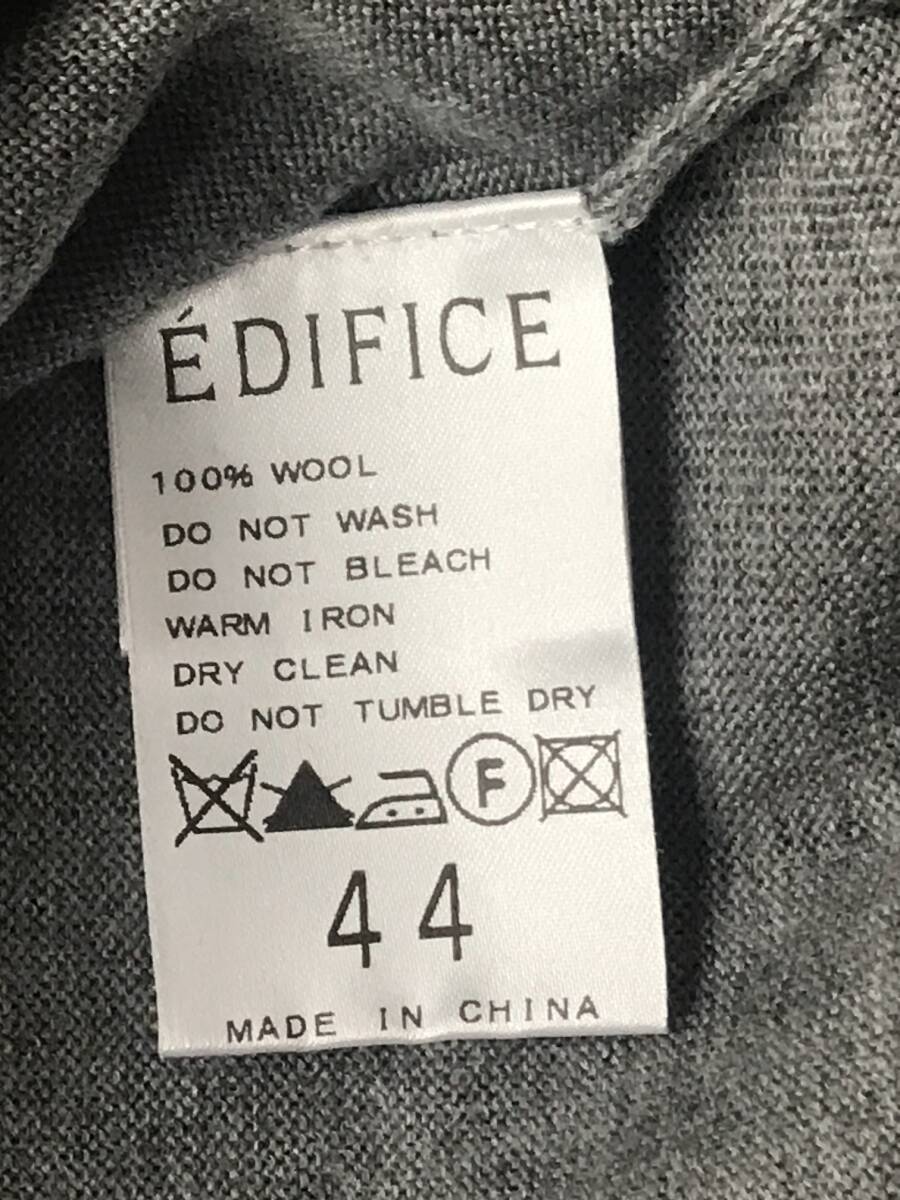 ÉDIFICE
100% WOOL
DO NOT WASH
DO NOT BLEACH
WARM IRON
DRY CLEAN
DO NOT TUMBLE DRY
F
44
MADE IN CHINA